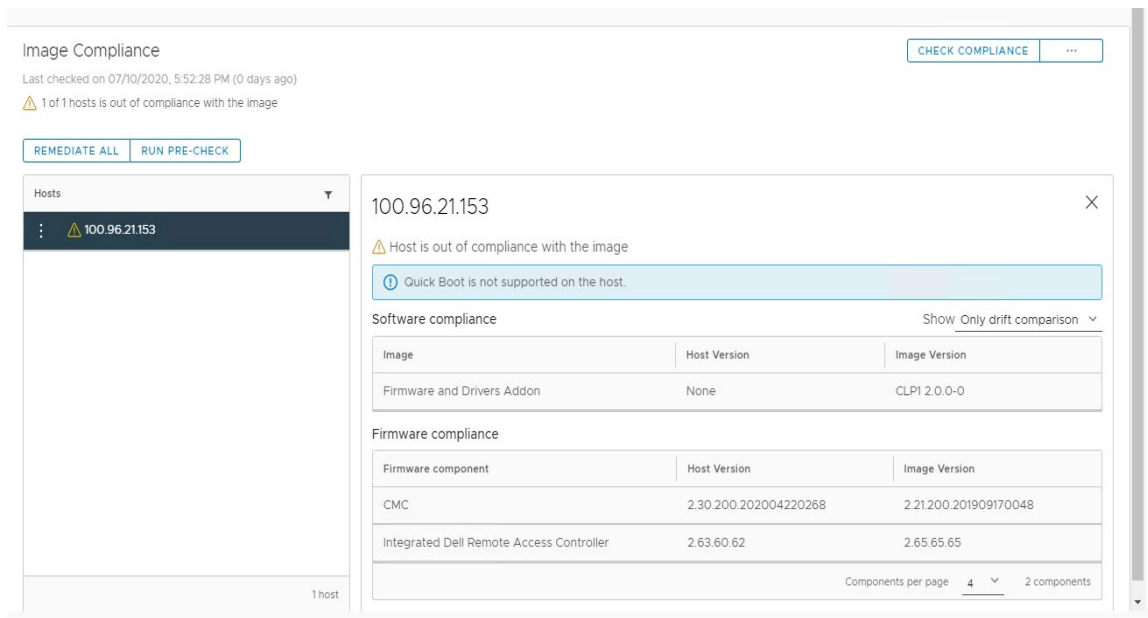 Image Compliance
CHECK COMPLIANCE ...
Last checked on 07/10/2020, 5:52:28 PM (0 days ago)
1 of 1 hosts is out of compliance with the image
REMEDIATE ALL RUN PRE-CHECK
Hosts
100.96.21.153
1 host
100.96.21.153
Host is out of compliance with the image
Quick Boot is not supported on the host.
Software compliance Show Only drift comparison
Image Host Version Image Version
Firmware and Drivers Addon None CLP1 2.0.0-0
Firmware compliance
Firmware component Host Version Image Version
CMC 2.30.200.202004220268 2.21.200.201909170048
Integrated Dell Remote Access Controller 2.63.60.62 2.65.65.65
Components per page 4 2 components